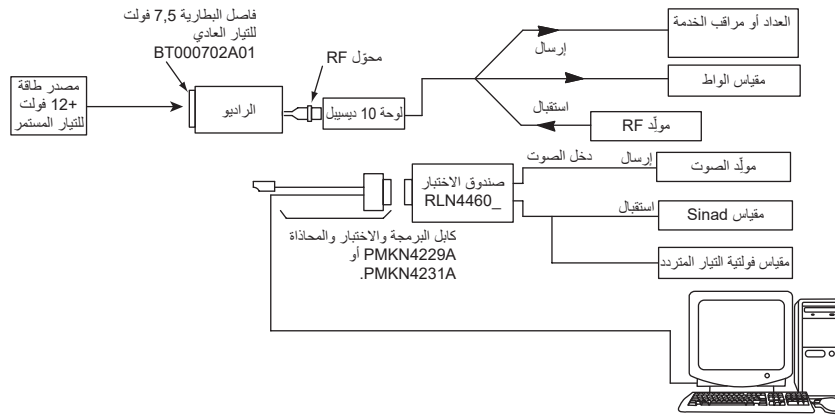 فاصل البطارية 7,5 فولت
للتيار العادي
BT000702A01
محوّل RF
مصدر طاقة
+12 فولت
للتيار المستمر
الراديو
لوحة 10 ديسيبل
إرسال
العداد أو مراقب الخدمة
مقياس الواط
استقبال
مولّد RF
صندوق الاختبار
RLN4460_
دخل الصوت
إرسال
مولّد الصوت
استقبال
مقياس Sinad
مقياس فولتية التيار المتردد
كابل البرمجة والاختبار والمحاذاة
PMKN4229A أو
PMKN4231A.